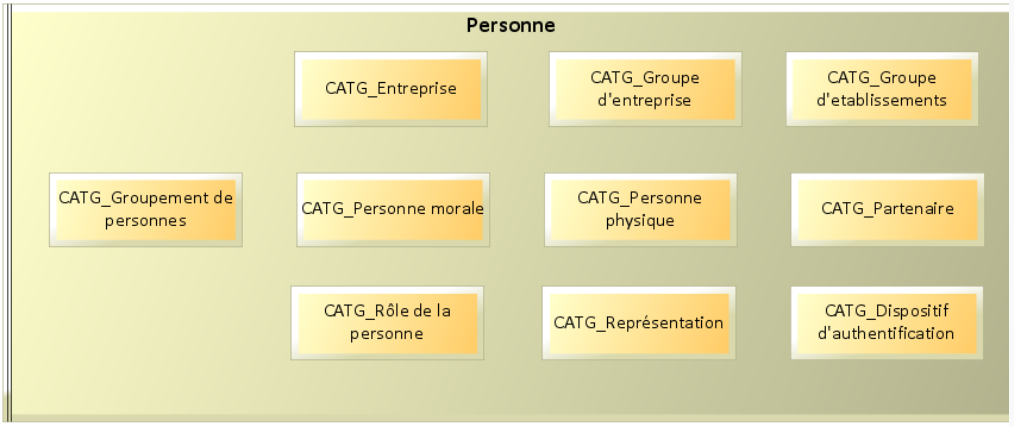 Personne
CATG_Entreprise
CATG_Groupe
d'entreprise
CATG_Groupe
d'etablissements
CATG_Groupement de
personnes
CATG_Personne morale
CATG_Personne
physique
CATG_Partenaire
CATG_Rôle de la
personne
CATG_Représentation
CATG_Dispositif
d'authentification